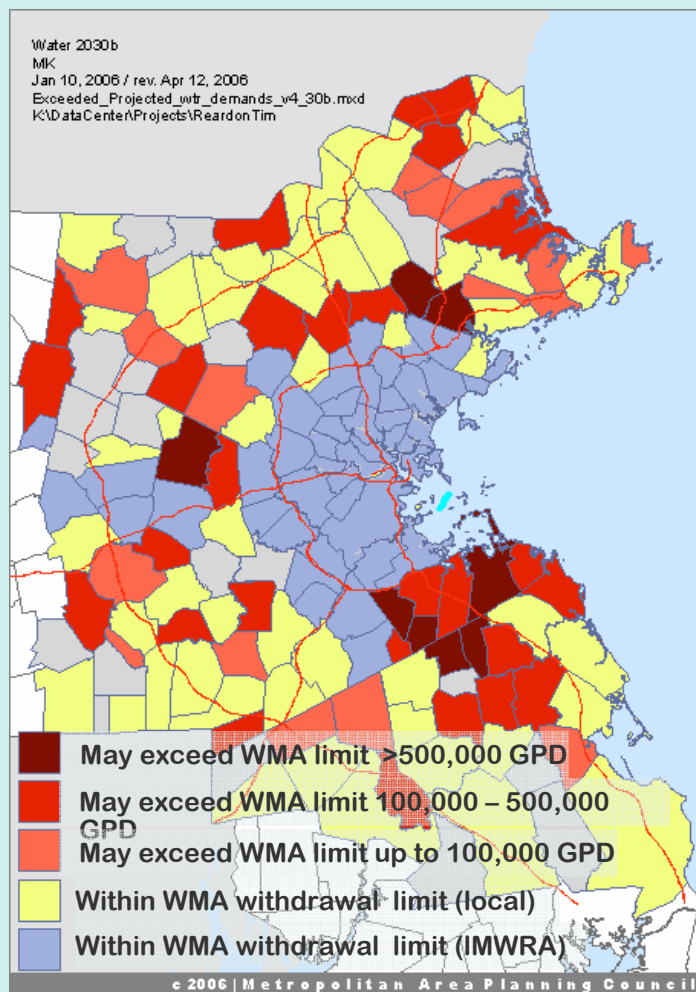 Water 2030b
MK
Jan 10, 2006 / rev. Apr 12, 2006
Exceeded_Projected_wtr_demands_v4_30b.mxd
K:\DataCenter\Projects\ReardonTim
May exceed WMA limit >500,000 GPD
May exceed WMA limit 100,000 – 500,000
GPD
May exceed WMA limit up to 100,000 GPD
Within WMA withdrawal limit (local)
Within WMA withdrawal limit (IMWRA)
c 2006 | Metropolitan Area Planning Council